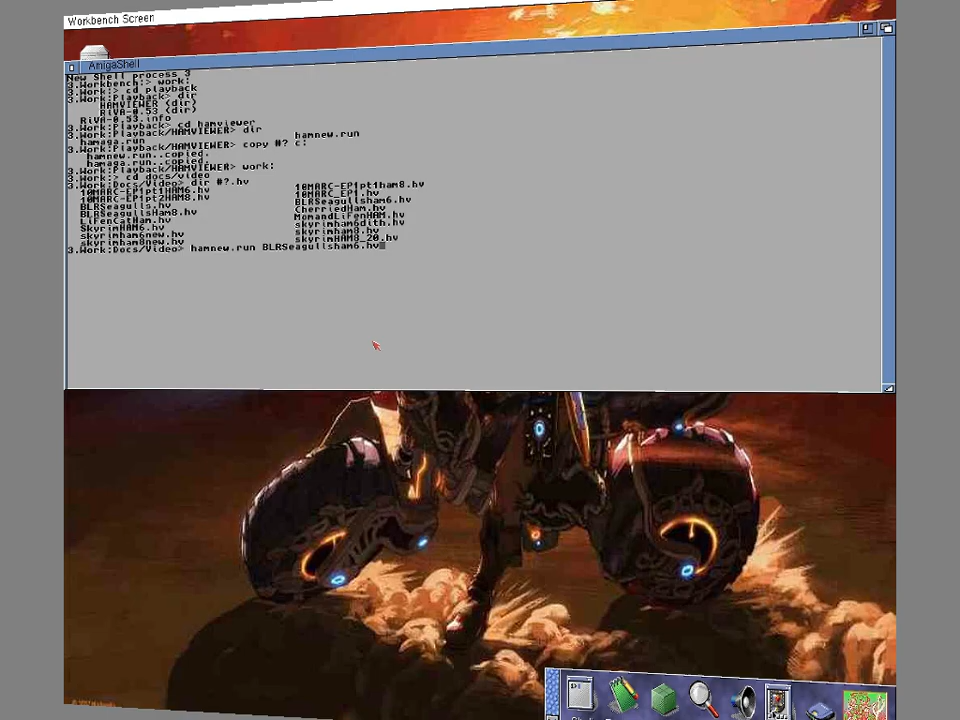 Workbench Screen
AmigaShell
New Shell process 3
3.Workbench:> work:
3.Work:> cd playback
3.Work:Playback> dir
HAMVIEWER (dir)
RiVA-0.53 (dir)
RiVA-0.53.info
3.Work:Playback> cd hamviewer
3.Work:Playback/HAMVIEWER> dir
hamaga.run hamnew.run
3.Work:Playback/HAMVIEWER> copy #? c:
hamnew.run..copied.
hamaga.run..copied.
3.Work:Playback/HAMVIEWER> work:
3.Work:> cd docs/video
3.Work:Docs/Video> dir #?.hv
10MARC-EP1pt1HAM6.hv 10MARC-EP1pt1ham8.hv
10MARC-EP1pt2HAM8.hv 10MARC_EP1.hv
BLRSeagulls.hv BLRSeagullsham6.hv
BLRSeagullsHam8.hv CherriedHam.hv
LiFenCatHam.hv MomandLiFenHAM.hv
SkyrimHAM6.hv skyrimham6dith.hv
skyrimham6new.hv skyrimham8.hv
skyrimham8new.hv skyrimHAM8_20.hv
3.Work:Docs/Video> hamnew.run BLRSeagullsham6.hv